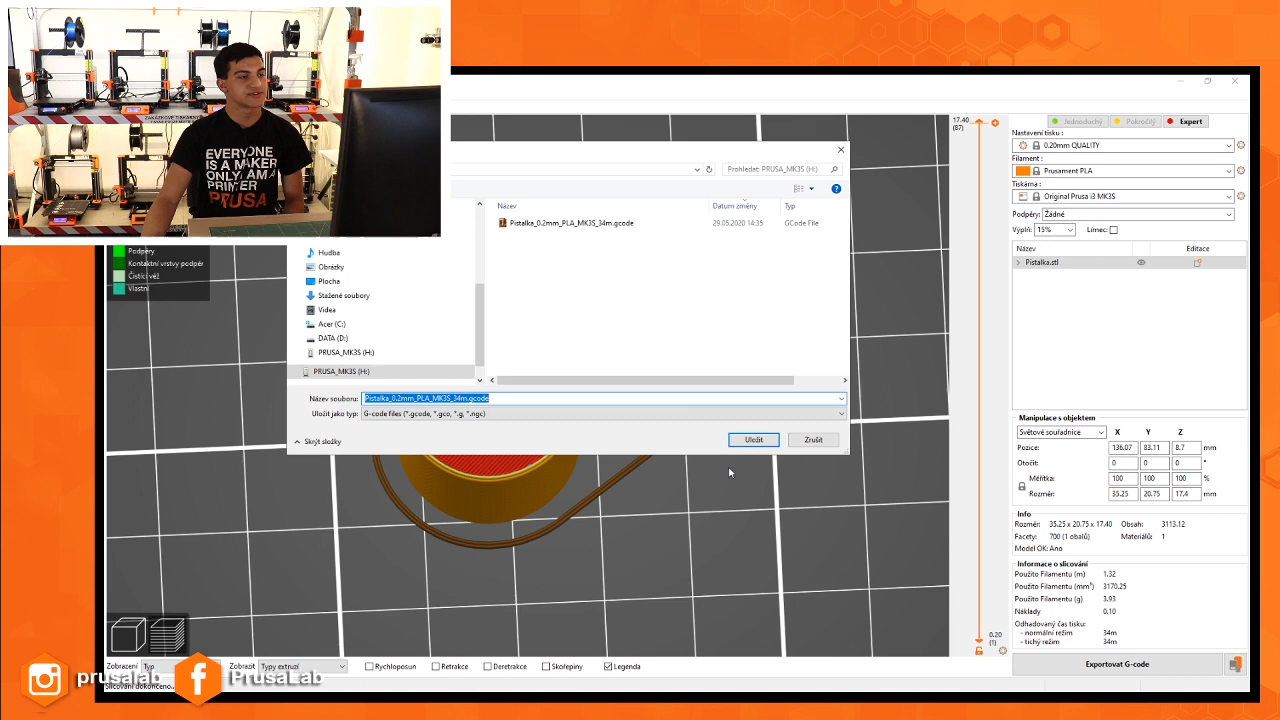 ZAKÁZKOVÉ TISKÁRNY
EVERYONE
IS A MAKER
ONLY I AM A
PRINTER
PRUSA
Prohledat: PRUSA_MK3S (H:)
Název
Datum změny
Typ
Pistalka_0.2mm_PLA_MK3S_34m.gcode
29.05.2020 14:35
GCode File
Hudba
Obrázky
Plocha
Stažené soubory
Videa
Acer (C:)
DATA (D:)
PRUSA_MK3S (H:)
PRUSA_MK3S (H:)
Název souboru:
Pistalka_0.2mm_PLA_MK3S_34m.gcode
Uložit jako typ:
G-code files (*.gcode, *.gco, *.g, *.ngc)
Skrýt složky
Uložit
Zrušit
Podpěry
Kontaktní vrstvy podpěr
Čistící věž
Vlastní
17.40
(87)
0.20
(1)
Jednoduchý
Pokročilý
Expert
Nastavení tisku :
0.20mm QUALITY
Filament :
Prusament PLA
Tiskárna :
Original Prusa i3 MK3S
Podpěry: Žádné
Výplň: 15%
Límec:
Název
Editace
Pistalka.stl
Manipulace s objektem
Světové souřadnice
X Y Z
Pozice: 136.07 83.11 8.7 mm
Otočit: 0 0 0 °
Měřítka: 100 100 100 %
Rozměr: 35.25 20.75 17.4 mm
Info
Rozměr: 35.25 x 20.75 x 17.40 Obsah: 3113.12
Facety: 700 (1 obalů) Materiálů: 1
Model OK: Ano
Informace o slicování
Použito Filamentu (m) 1.32
Použito Filamentu (mm³) 3170.25
Použito Filamentu (g) 3.93
Náklady 0.10
Odhadovaný čas tisku:
- normální režim 34m
- tichý režim 34m
Exportovat G-code
Zobrazení Typ
Zobrazit Typy extruzí
Rychloposun
Retrakce
Deretrakce
Skořepiny
Legenda
Slicování dokončeno..
prusalab
PrusaLab